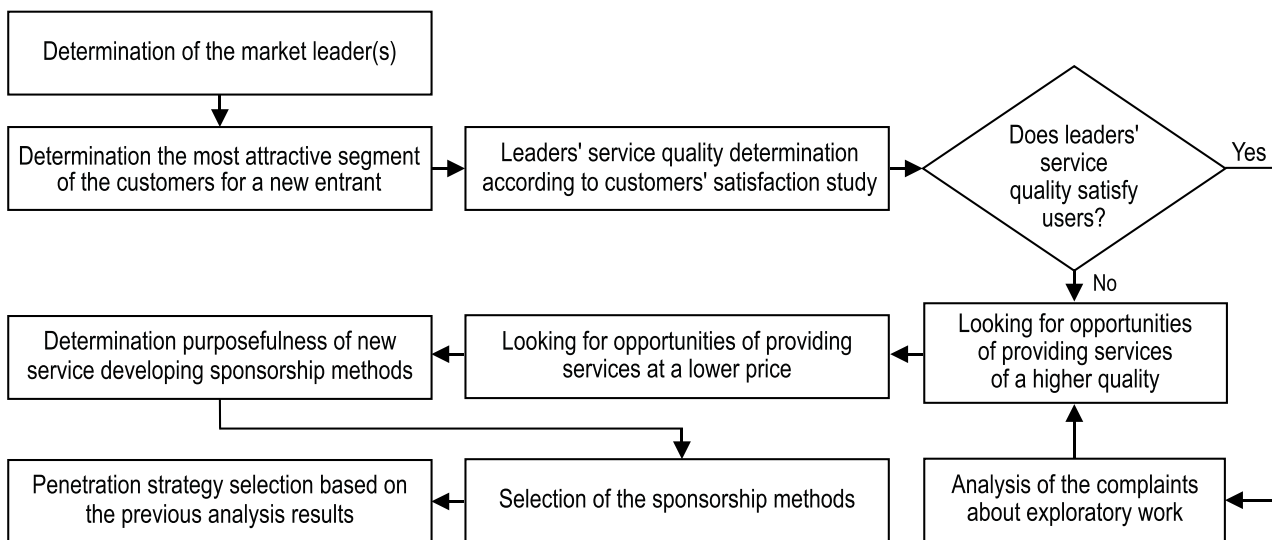 Determination of the market leader(s)
Determination the most attractive segment
of the customers for a new entrant
Leaders' service quality determination
according to customers' satisfaction study
Does leaders'
service
quality satisfy
users?
Yes
No
Looking for opportunities
of providing services
of a higher quality
Looking for opportunities of providing
services at a lower price
Determination purposefulness of new
service developing sponsorship methods
Penetration strategy selection based on
the previous analysis results
Selection of the sponsorship methods
Analysis of the complaints
about exploratory work